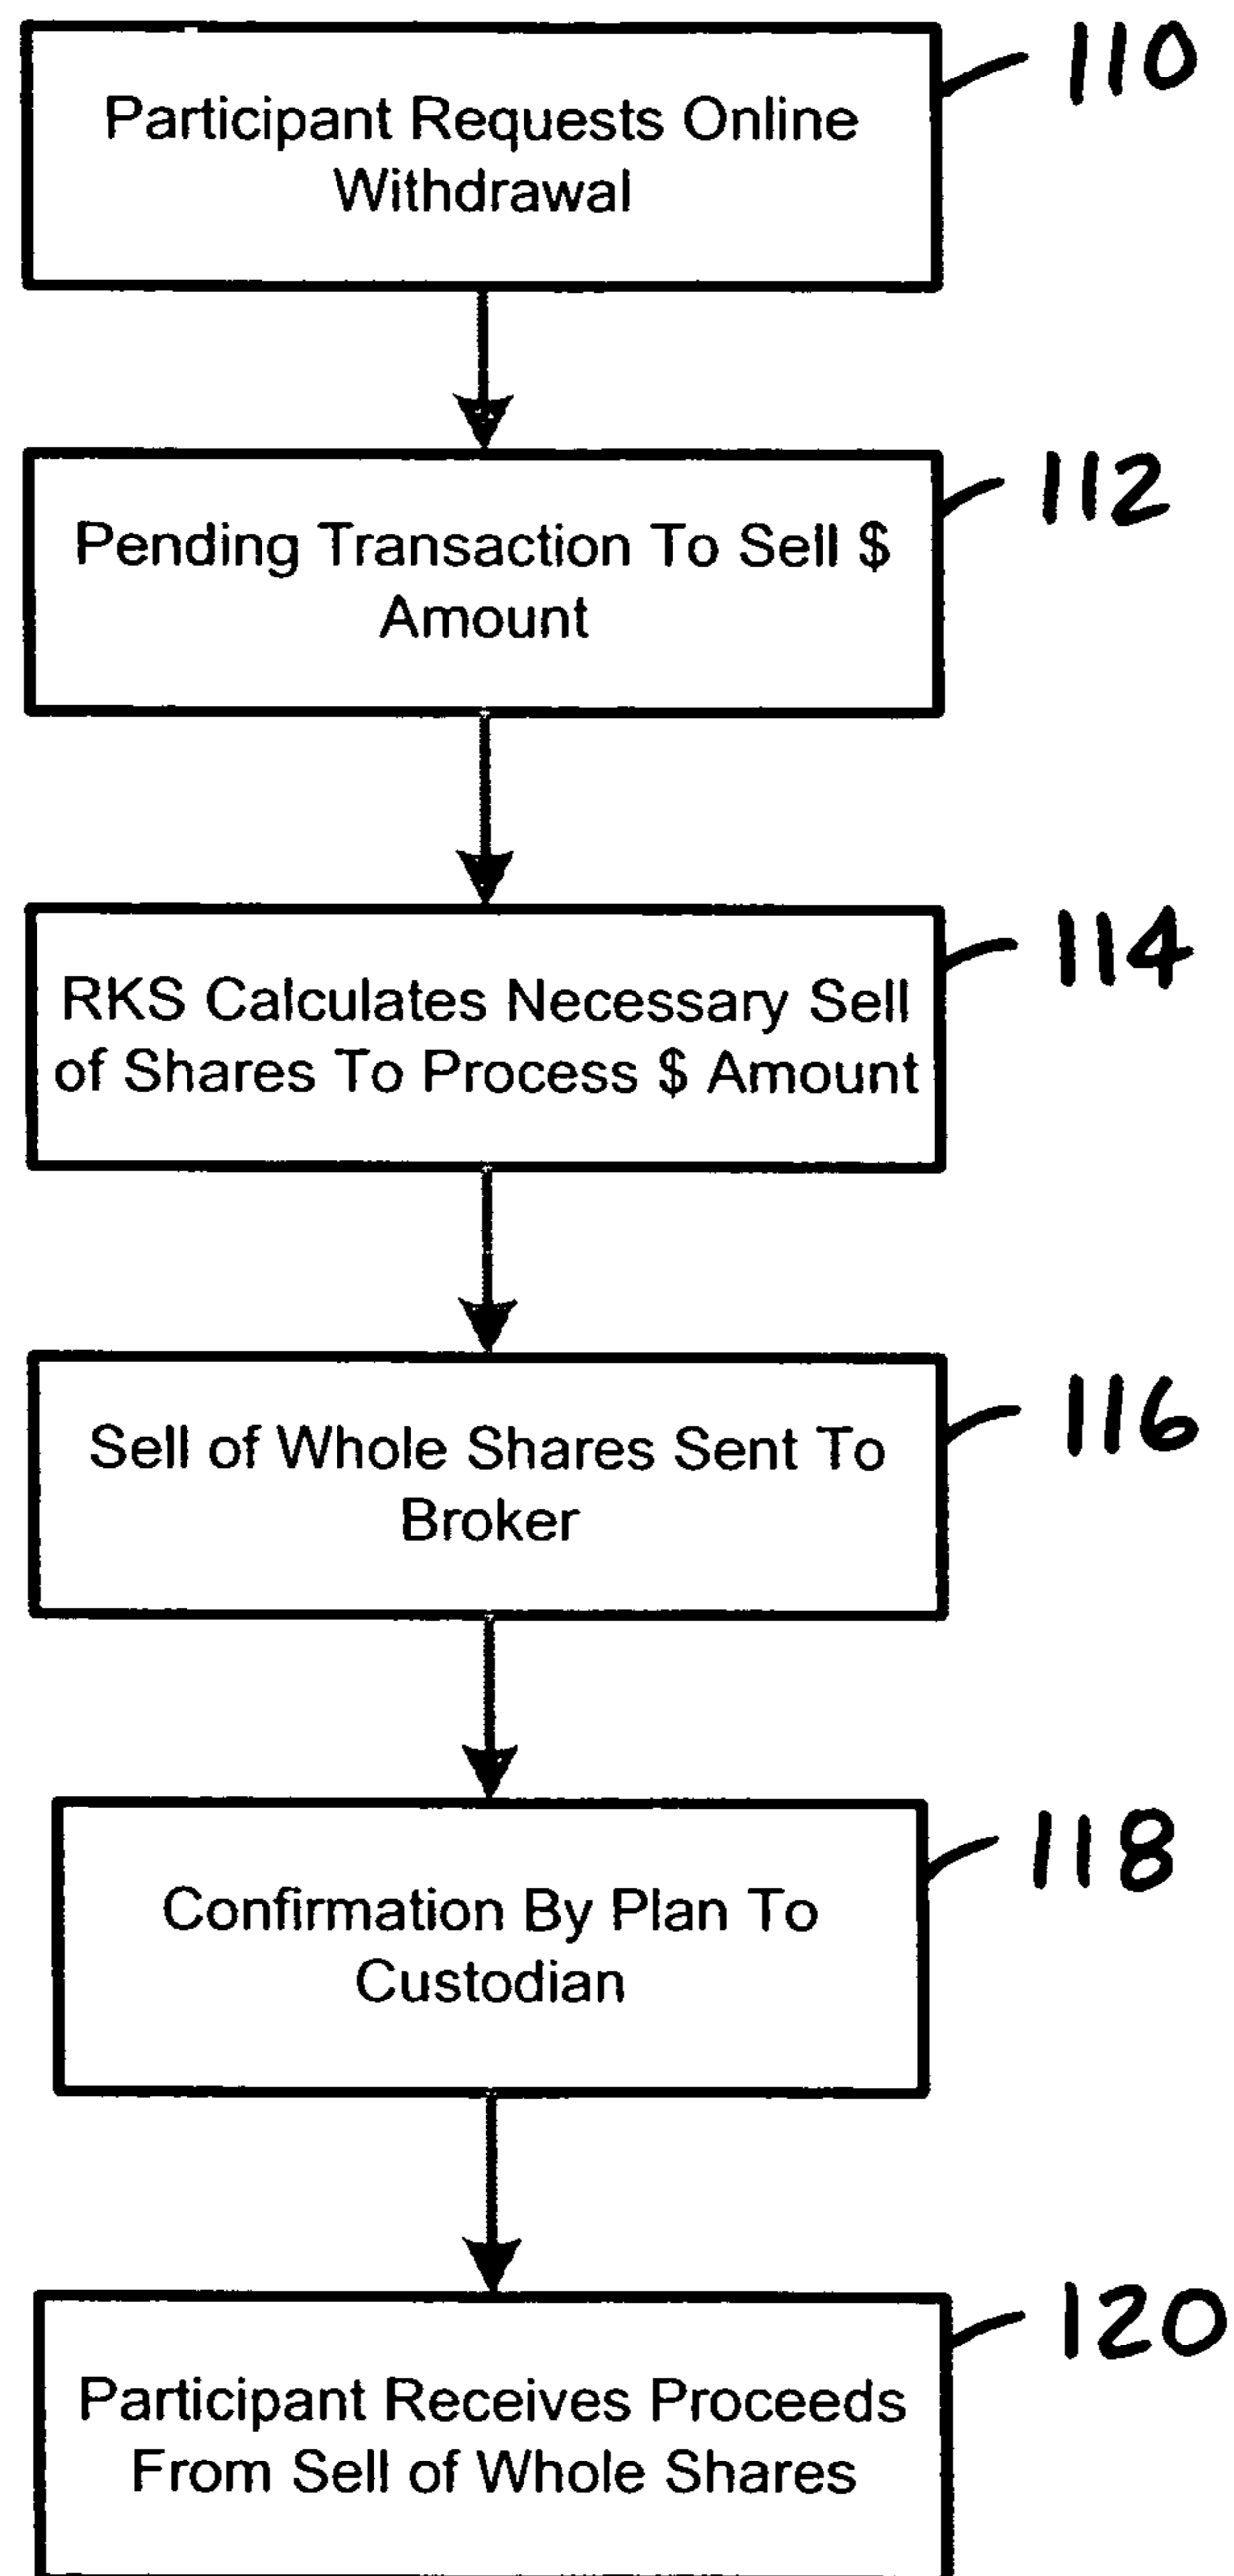 Participant Requests Online
Withdrawal
110
Pending Transaction To Sell $
Amount
112
RKS Calculates Necessary Sell
of Shares To Process $ Amount
114
Sell of Whole Shares Sent To
Broker
116
Confirmation By Plan To
Custodian
118
Participant Receives Proceeds
From Sell of Whole Shares
120